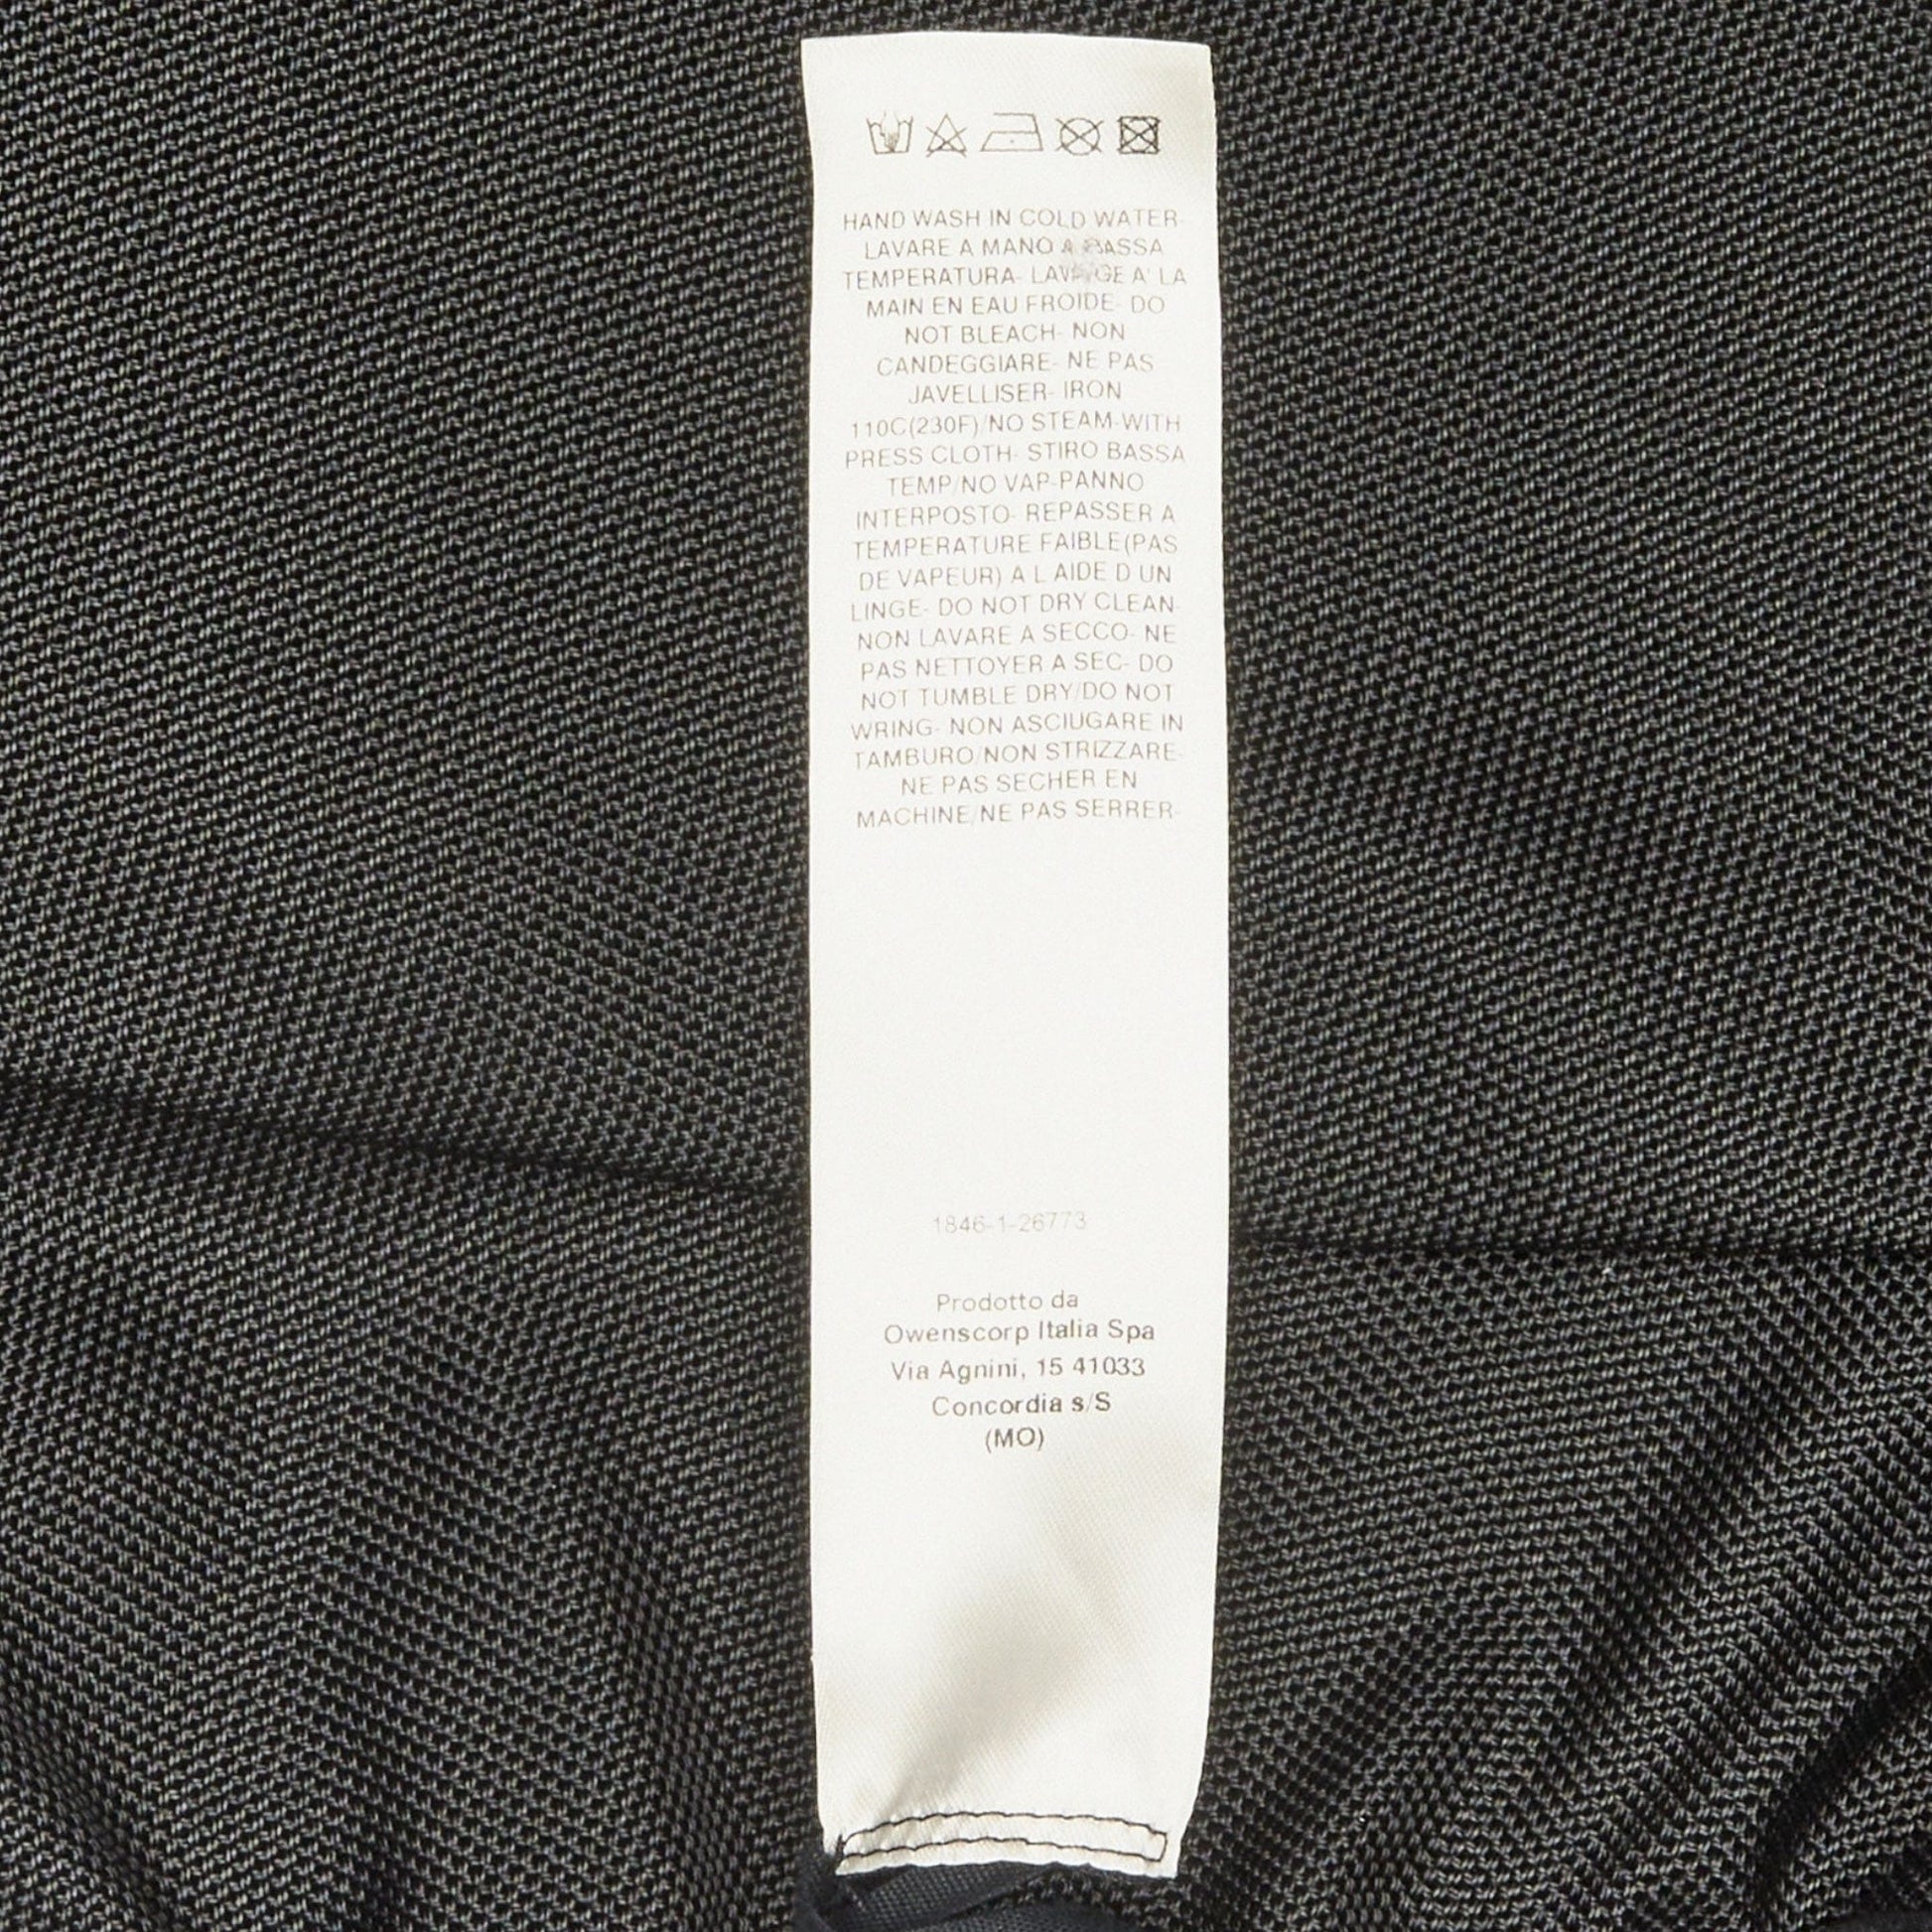 HAND WASH IN COLD WATER-
LAVARE A MANO A BASSA
TEMPERATURA- LAVAGE A' LA
MAIN EN EAU FROIDE- DO
NOT BLEACH- NON
CANDEGGIARE- NE PAS
JAVELLISER- IRON
110C(230F)/NO STEAM-WITH
PRESS CLOTH- STIRO BASSA
TEMP/NO VAP-PANNO
INTERPOSTO- REPASSER A
TEMPERATURE FAIBLE(PAS
DE VAPEUR) A L AIDE D UN
LINGE- DO NOT DRY CLEAN-
NON LAVARE A SECCO- NE
PAS NETTOYER A SEC- DO
NOT TUMBLE DRY/DO NOT
WRING- NON ASCIUGARE IN
TAMBURO/NON STRIZZARE-
NE PAS SECHER EN
MACHINE/NE PAS SERRER-
1846-1-26773
Prodotto da
Owenscorp Italia Spa
Via Agnini, 15 41033
Concordia s/S
(MO)